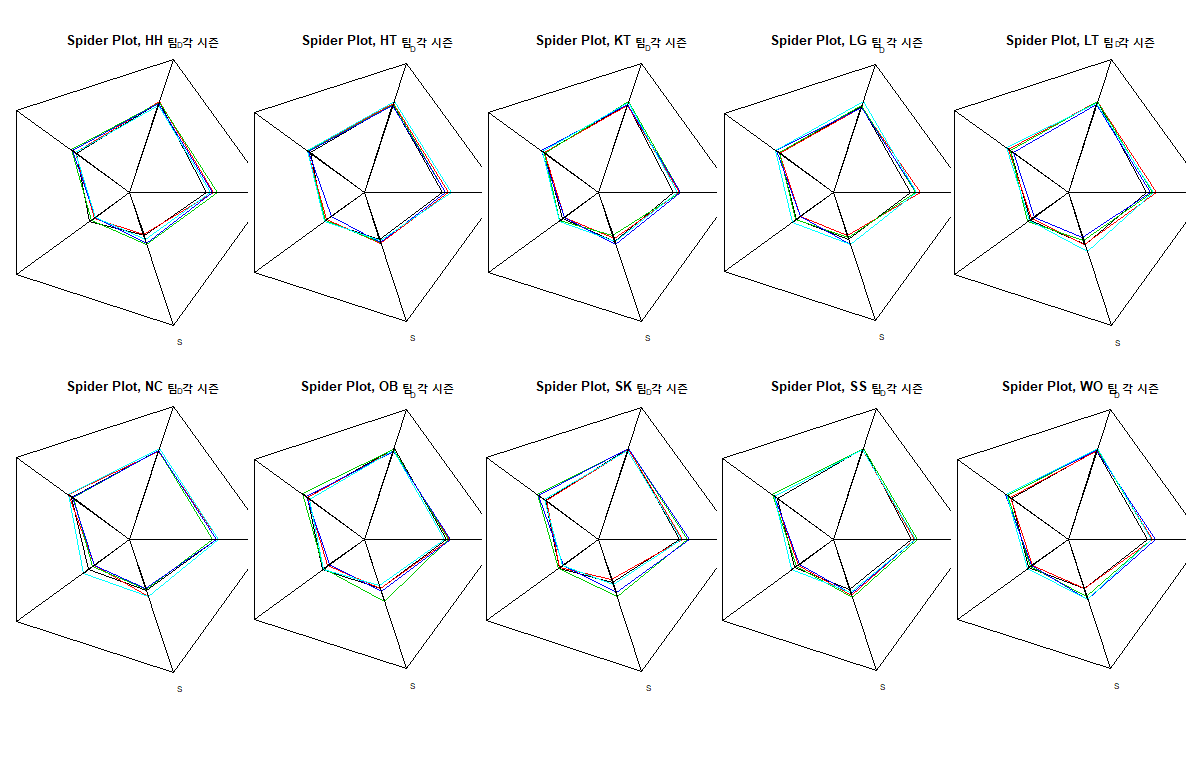 Spider Plot, HH 팀 각 시즌
D
Spider Plot, HT 팀 각 시즌
D
Spider Plot, KT 팀 각 시즌
D
Spider Plot, LG 팀 각 시즌
D
Spider Plot, LT 팀 각 시즌
D
S
S
S
S
S
Spider Plot, NC 팀 각 시즌
D
Spider Plot, OB 팀 각 시즌
D
Spider Plot, SK 팀 각 시즌
D
Spider Plot, SS 팀 각 시즌
D
Spider Plot, WO 팀 각 시즌
D
S
S
S
S
S